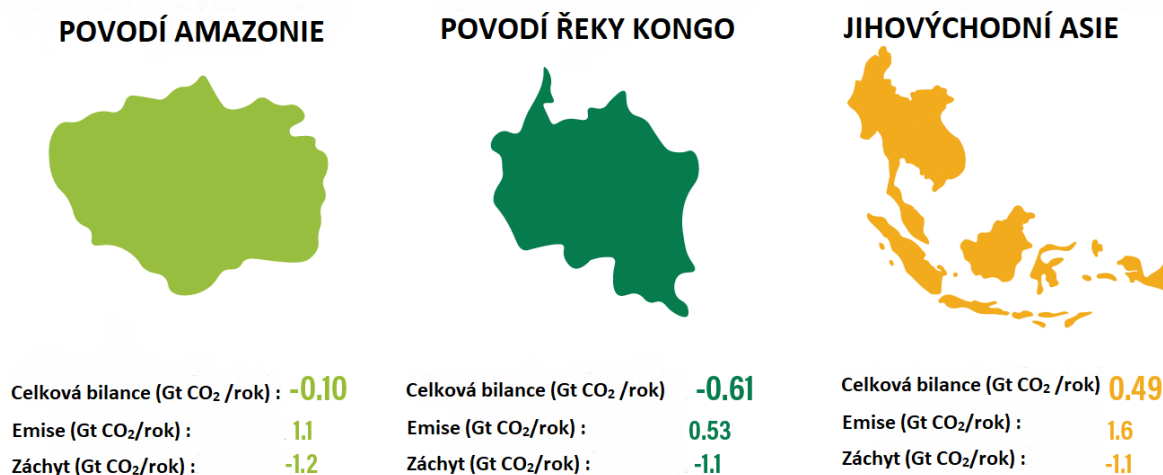 POVODÍ AMAZONIE
POVODÍ ŘEKY KONGO
JIHOVÝCHODNÍ ASIE
Celková bilance (Gt CO₂ /rok) : -0.10
Emise (Gt CO₂/rok) : 1.1
Záchyt (Gt CO₂/rok) : -1.2
Celková bilance (Gt CO₂ /rok) -0.61
Emise (Gt CO₂/rok) : 0.53
Záchyt (Gt CO₂/rok) : -1.1
Celková bilance (Gt CO₂ /rok) 0.49
Emise (Gt CO₂/rok) : 1.6
Záchyt (Gt CO₂/rok) : -1.1